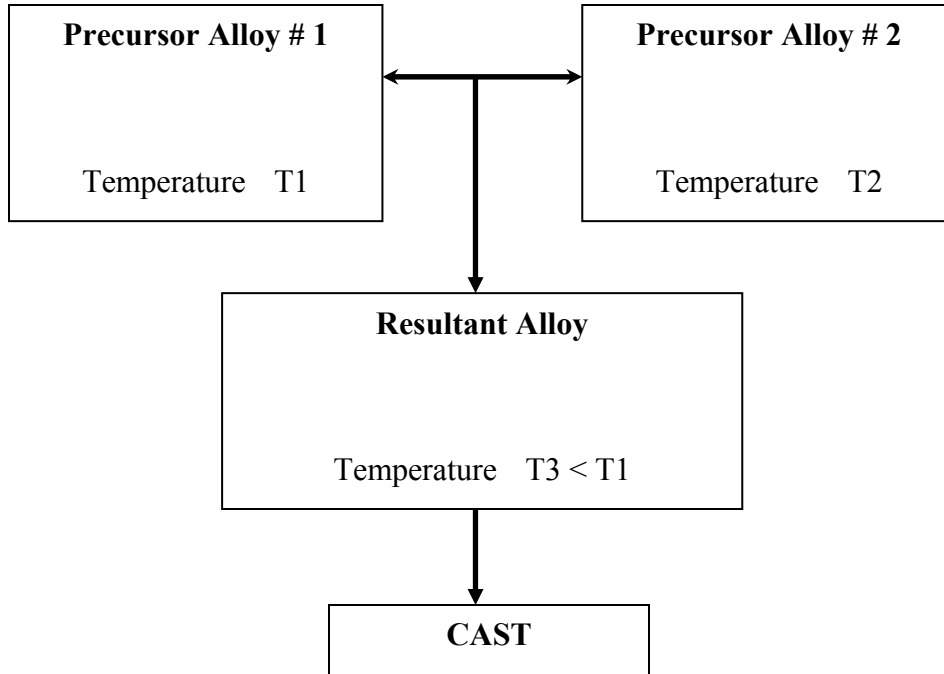 Precursor Alloy # 1
Temperature T1
Precursor Alloy # 2
Temperature T2
Resultant Alloy
Temperature T3 < T1
CAST